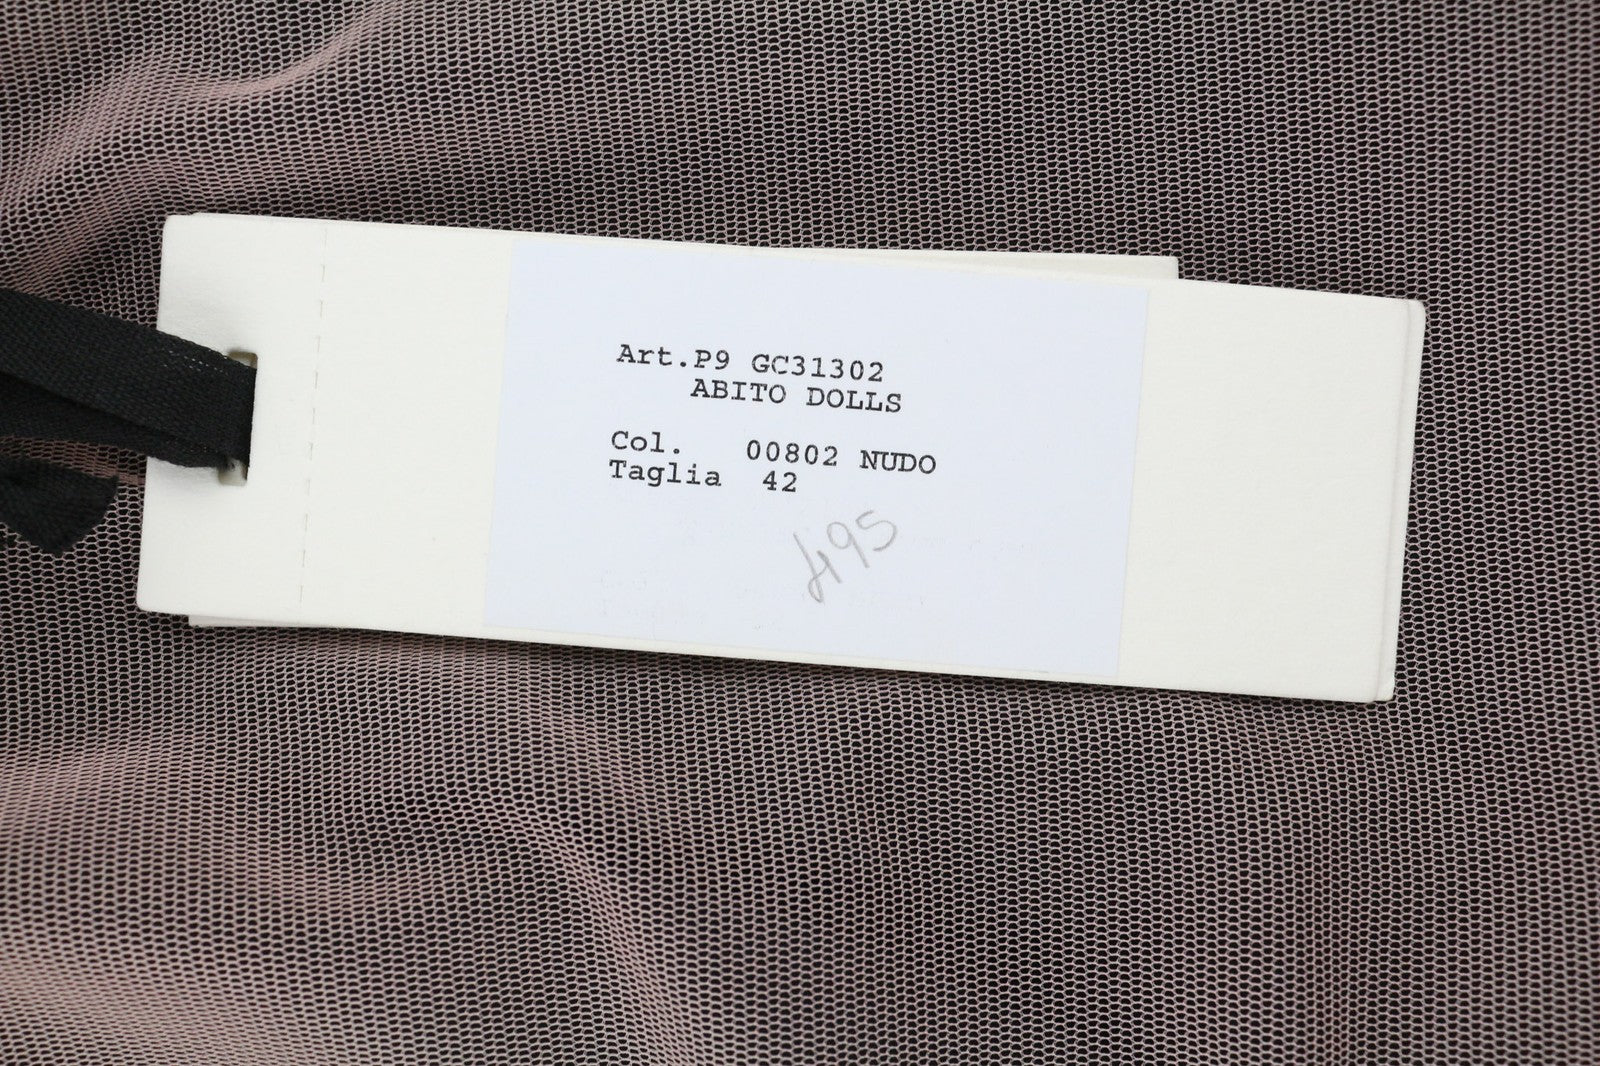 Art.P9 GC31302
ABITO DOLLS
Col. 00802 NUDO
Taglia 42
495